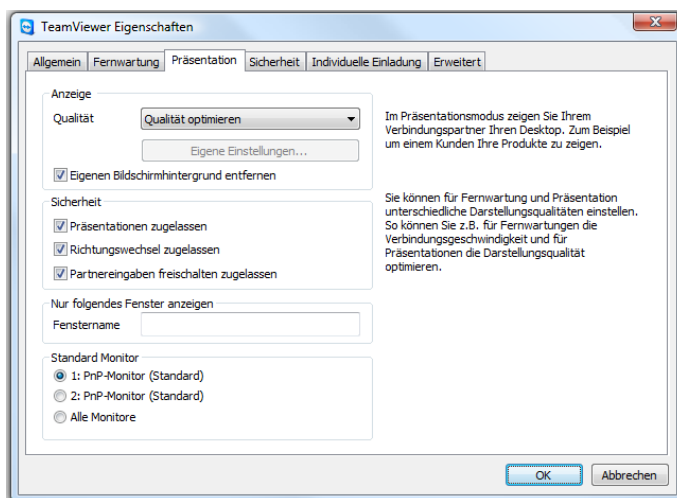 TeamViewer Eigenschaften
Allgemein Fernwartung Präsentation Sicherheit Individuelle Einladung Erweitert
Anzeige
Qualität Qualität optimieren
Eigene Einstellungen...
Eigenen Bildschirmhintergrund entfernen
Im Präsentationsmodus zeigen Sie Ihrem
Verbindungspartner Ihren Desktop. Zum Beispiel
um einem Kunden Ihre Produkte zu zeigen.
Sicherheit
Präsentationen zugelassen
Richtungswechsel zugelassen
Partnereingaben freischalten zugelassen
Sie können für Fernwartung und Präsentation
unterschiedliche Darstellungsqualitäten einstellen.
So können Sie z.B. für Fernwartungen die
Verbindungsgeschwindigkeit und für
Präsentationen die Darstellungsqualität
optimieren.
Nur folgendes Fenster anzeigen
Fenstername
Standard Monitor
1: PnP-Monitor (Standard)
2: PnP-Monitor (Standard)
Alle Monitore
OK Abbrechen